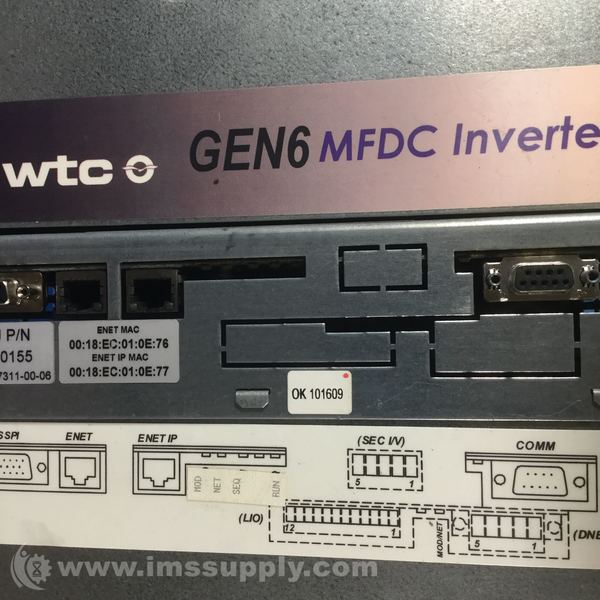 wtc GEN6 MFDC Inverte
P/N
0155
7311-00-06
ENET MAC
00:18:EC:01:0E:76
ENET IP MAC
00:18:EC:01:0E:77
OK 101609
SSPI ENET ENET IP (SEC I/V) COMM
MOD NET SEQ RUN
5 1
(LIO) 12 1 MOD/NET 5 1 (DNE
www.imssupply.com